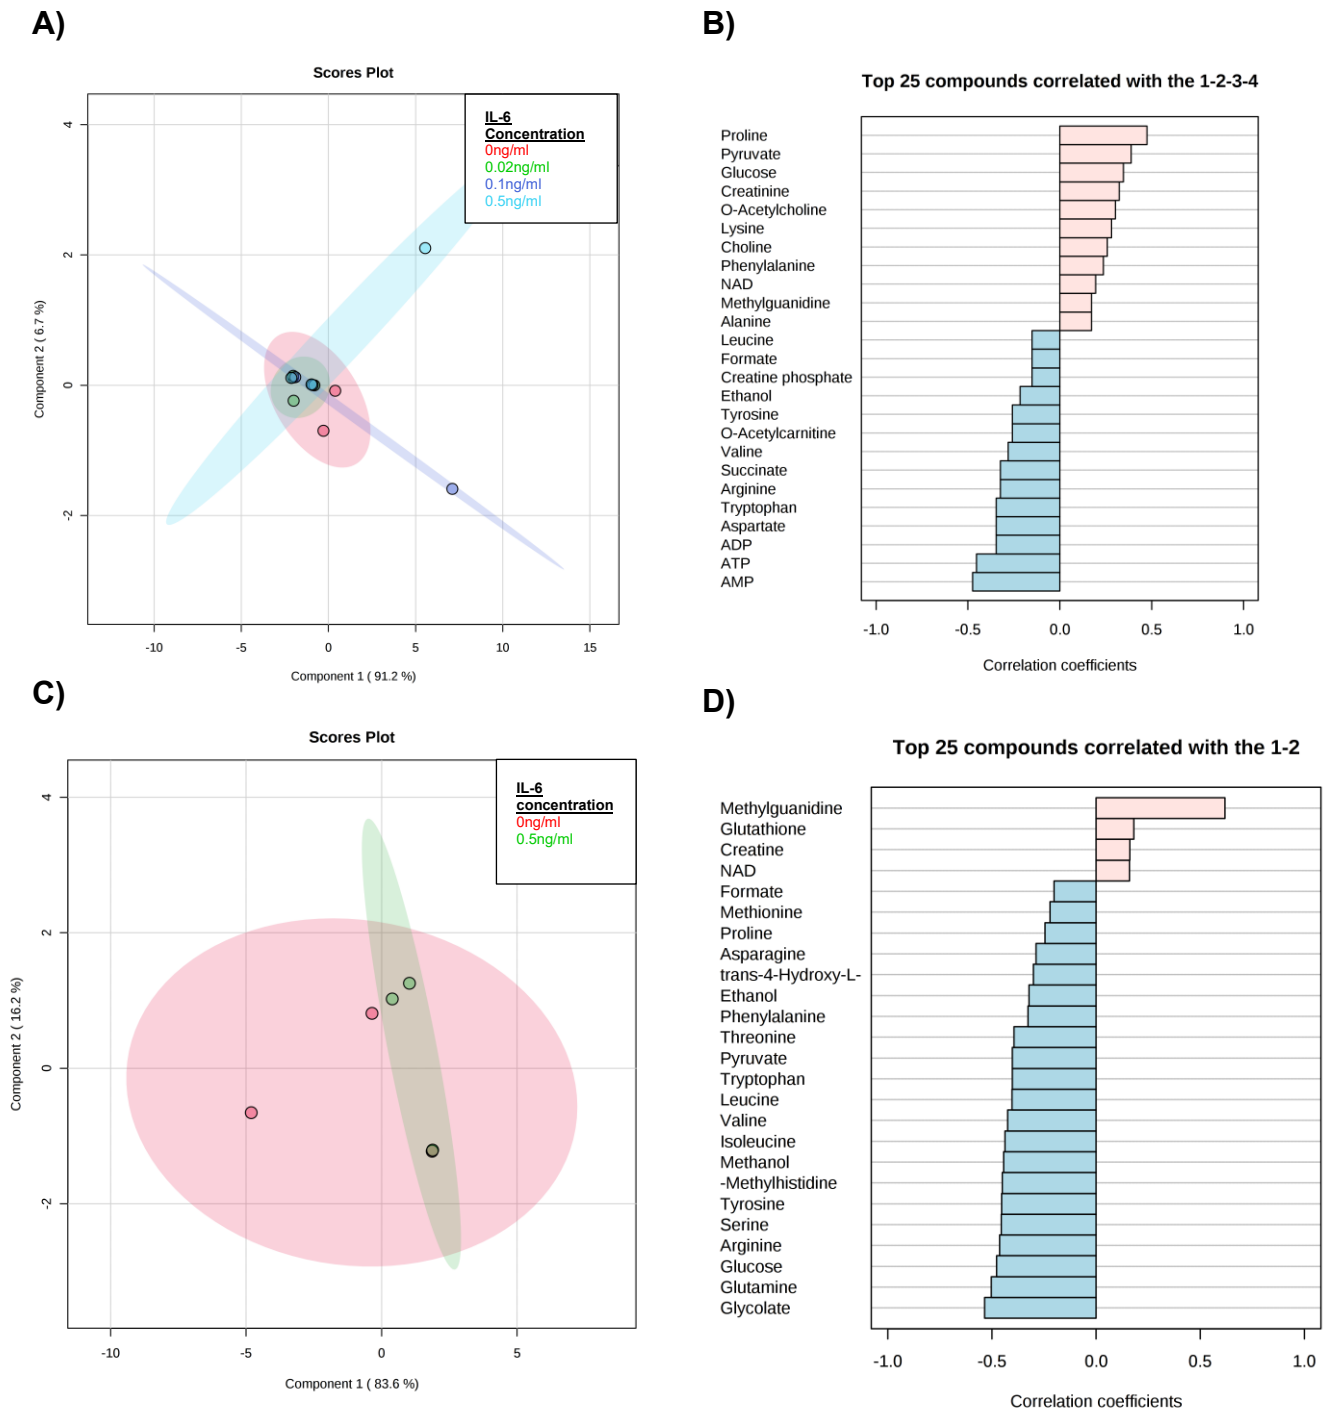 A)
Scores Plot
IL-6
Concentration
0ng/ml
0.02ng/ml
0.1ng/ml
0.5ng/ml
4
2
0
-2
Component 2 ( 6.7 %)
-10
-5
0
5
10
15
Component 1 ( 91.2 %)
B)
Top 25 compounds correlated with the 1-2-3-4
Proline
Pyruvate
Glucose
Creatinine
O-Acetylcholine
Lysine
Choline
Phenylalanine
NAD
Methylguanidine
Alanine
Leucine
Formate
Creatine phosphate
Ethanol
Tyrosine
O-Acetylcarnitine
Valine
Succinate
Arginine
Tryptophan
Aspartate
ADP
ATP
AMP
-1.0
-0.5
0.0
0.5
1.0
Correlation coefficients
C)
Scores Plot
IL-6
concentration
0ng/ml
0.5ng/ml
4
2
0
-2
Component 2 ( 16.2 %)
-10
-5
0
5
Component 1 ( 83.6 %)
D)
Top 25 compounds correlated with the 1-2
Methylguanidine
Glutathione
Creatine
NAD
Formate
Methionine
Proline
Asparagine
trans-4-Hydroxy-L-
Ethanol
Phenylalanine
Threonine
Pyruvate
Tryptophan
Leucine
Valine
Isoleucine
Methanol
-Methylhistidine
Tyrosine
Serine
Arginine
Glucose
Glutamine
Glycolate
-1.0
-0.5
0.0
0.5
1.0
Correlation coefficients